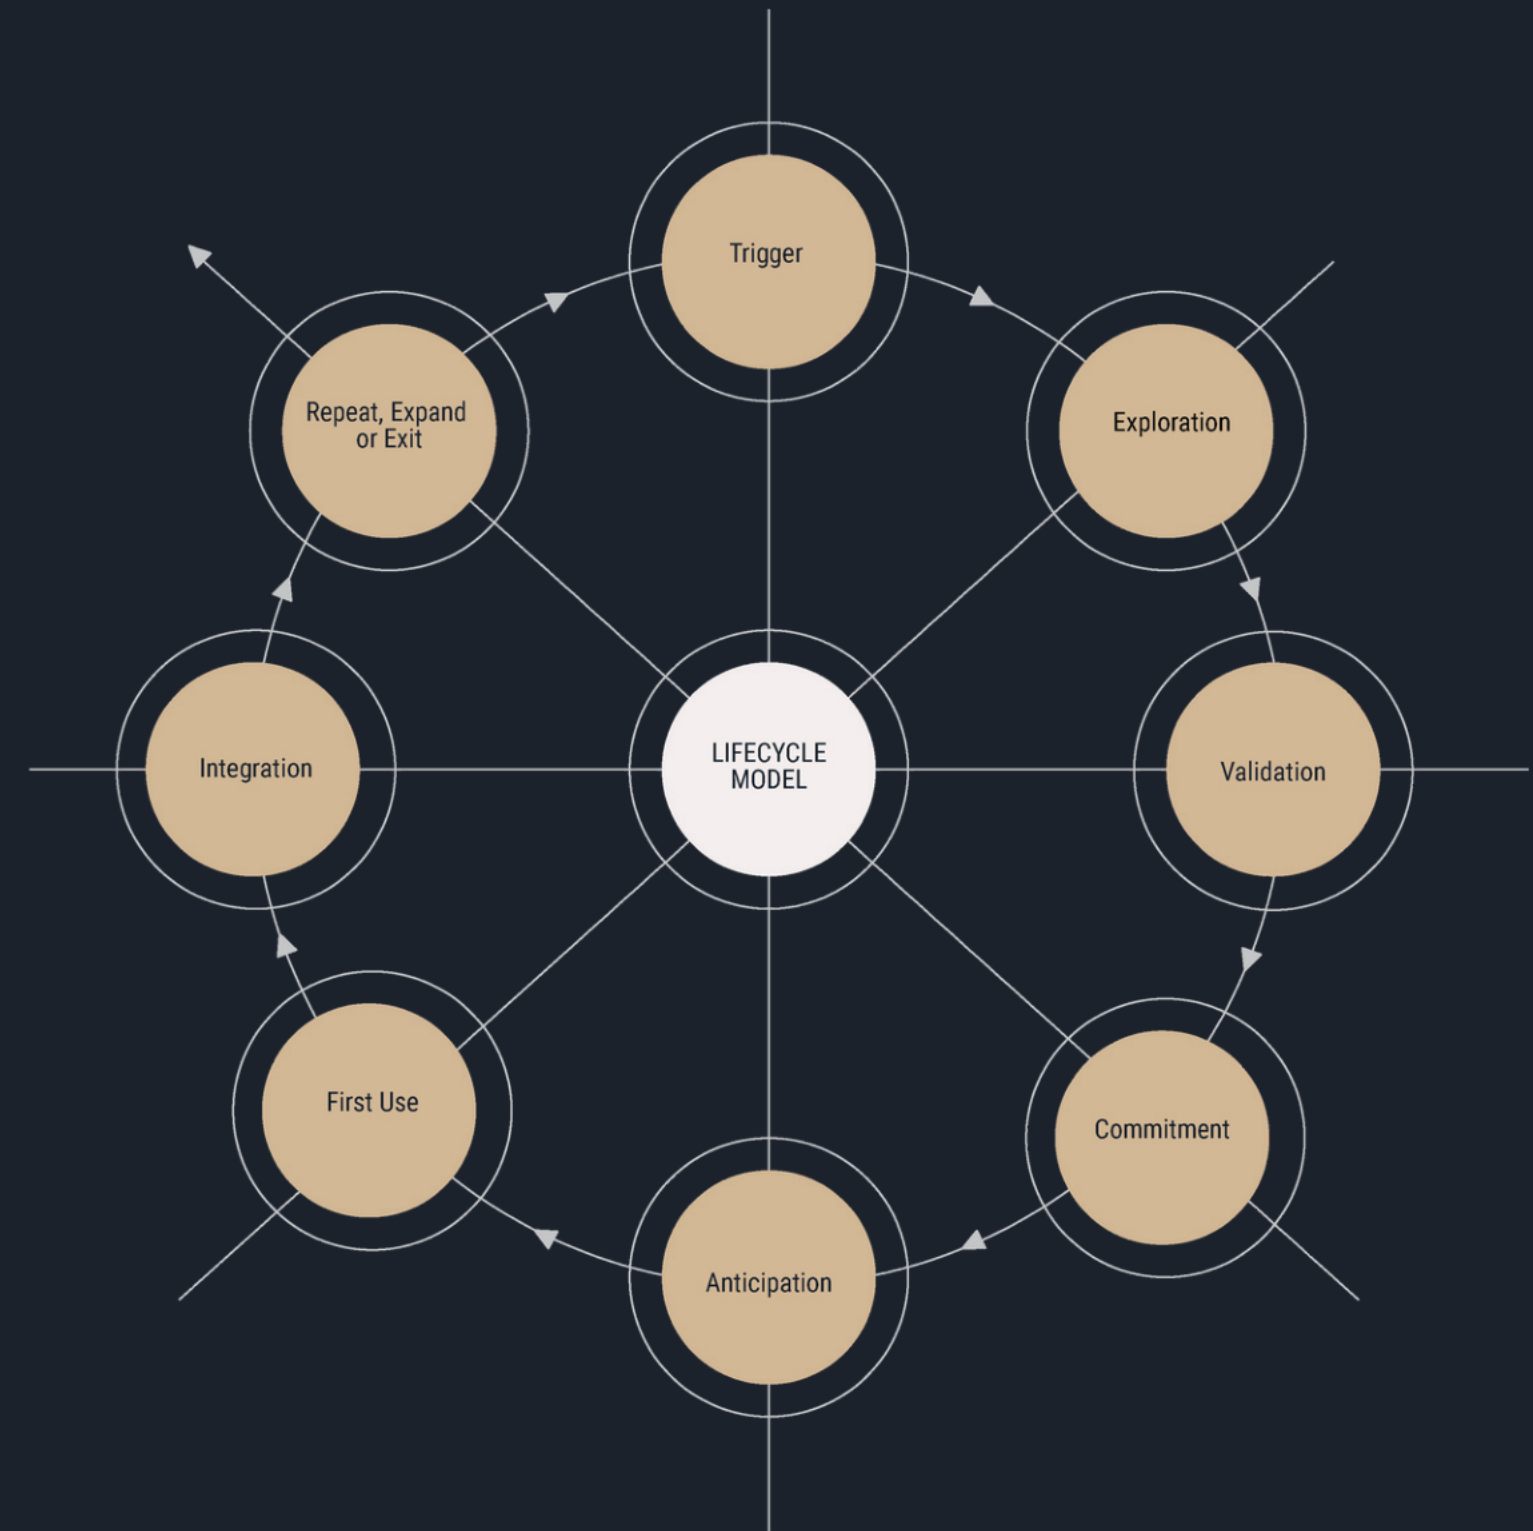 Trigger
Exploration
Validation
Commitment
Anticipation
First Use
Integration
Repeat, Expand
or Exit
LIFECYCLE
MODEL